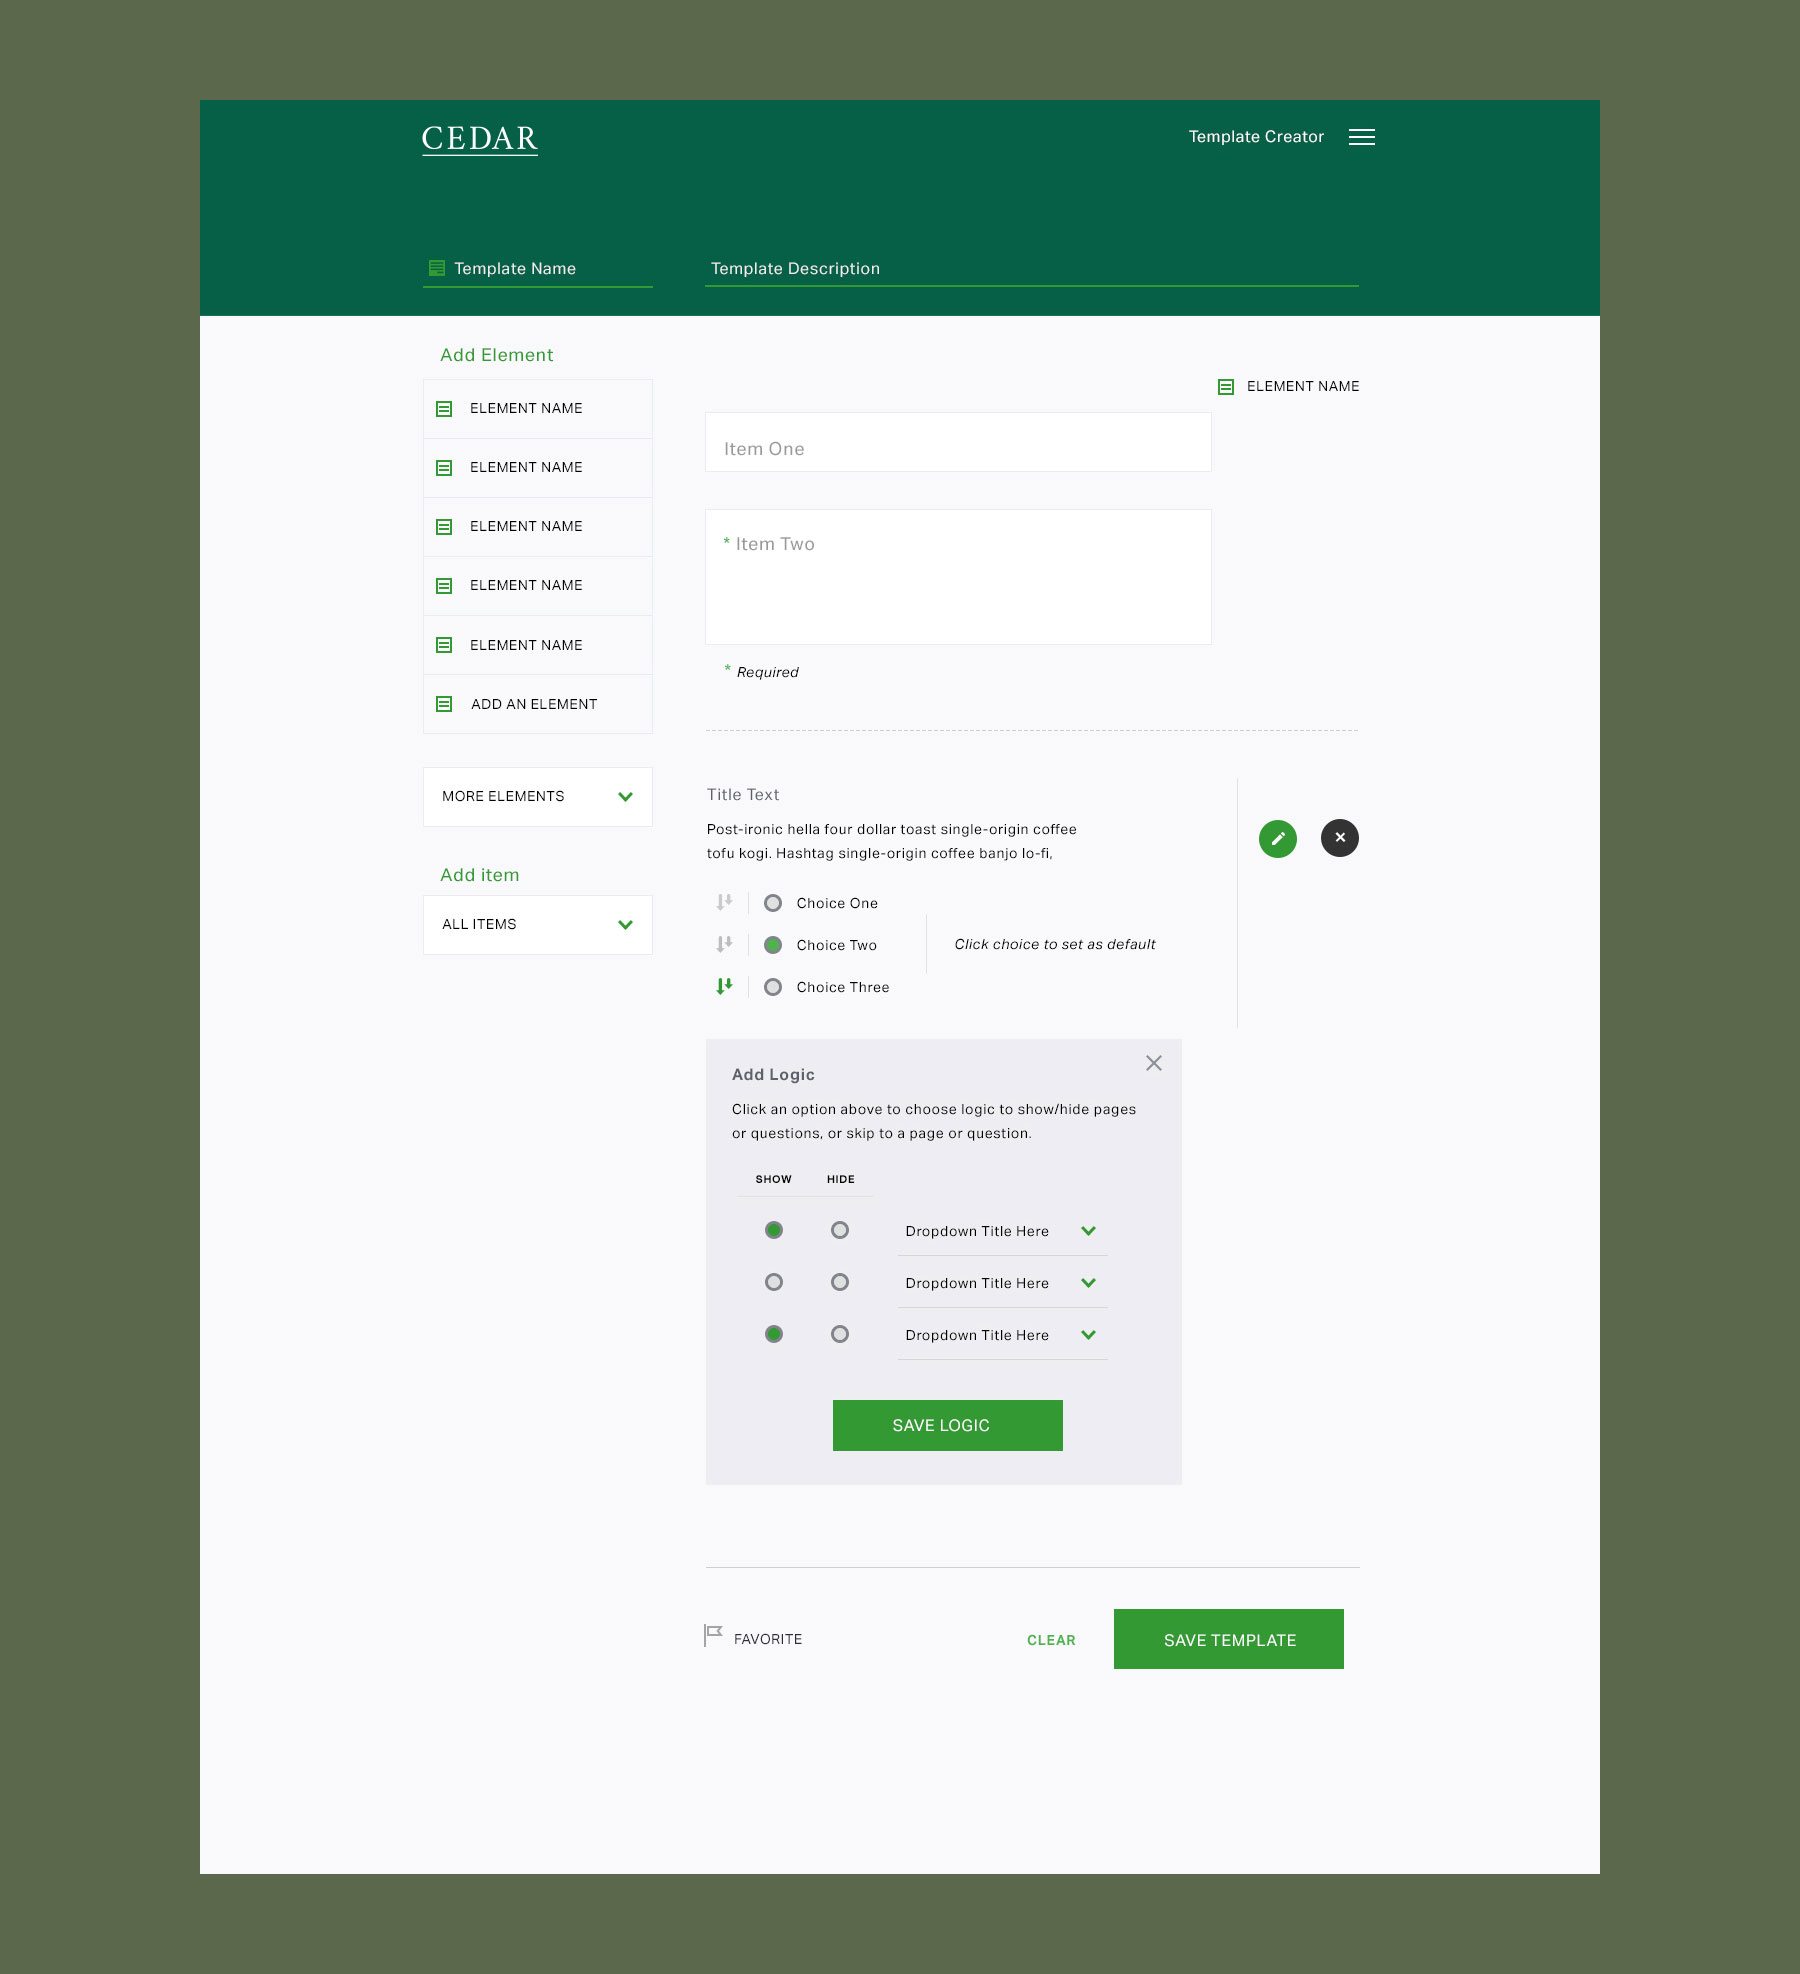 CEDAR
Template Creator
Template Name
Template Description
Add Element
ELEMENT NAME
ELEMENT NAME
ELEMENT NAME
ELEMENT NAME
ELEMENT NAME
ADD AN ELEMENT
MORE ELEMENTS
Add item
ALL ITEMS
ELEMENT NAME
Item One
* Item Two
* Required
Title Text
Post-ironic hella four dollar toast single-origin coffee
tofu kogi. Hashtag single-origin coffee banjo lo-fi,
Choice One
Choice Two
Choice Three
Click choice to set as default
Add Logic
Click an option above to choose logic to show/hide pages
or questions, or skip to a page or question.
SHOW HIDE
Dropdown Title Here
Dropdown Title Here
Dropdown Title Here
SAVE LOGIC
FAVORITE
CLEAR
SAVE TEMPLATE